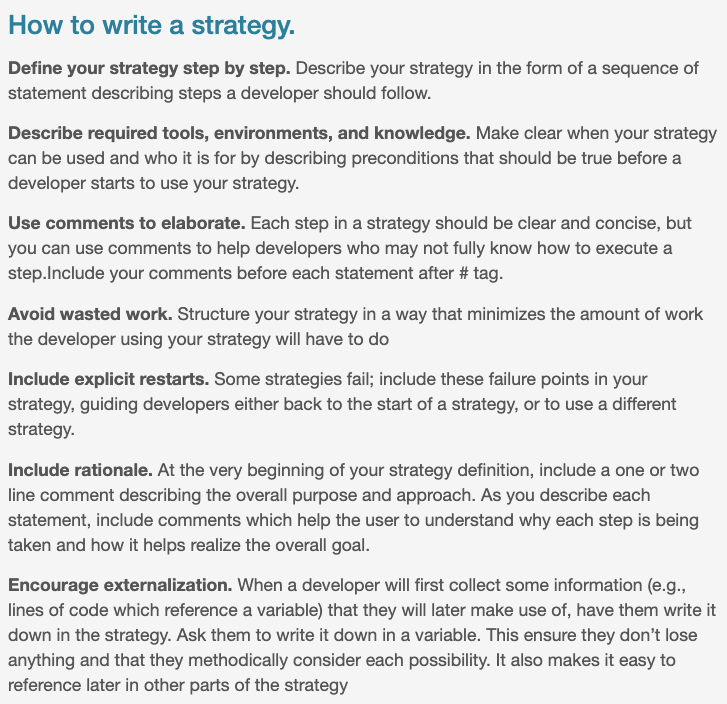 How to write a strategy.
Define your strategy step by step. Describe your strategy in the form of a sequence of
statement describing steps a developer should follow.
Describe required tools, environments, and knowledge. Make clear when your strategy
can be used and who it is for by describing preconditions that should be true before a
developer starts to use your strategy.
Use comments to elaborate. Each step in a strategy should be clear and concise, but
you can use comments to help developers who may not fully know how to execute a
step.Include your comments before each statement after # tag.
Avoid wasted work. Structure your strategy in a way that minimizes the amount of work
the developer using your strategy will have to do
Include explicit restarts. Some strategies fail; include these failure points in your
strategy, guiding developers either back to the start of a strategy, or to use a different
strategy.
Include rationale. At the very beginning of your strategy definition, include a one or two
line comment describing the overall purpose and approach. As you describe each
statement, include comments which help the user to understand why each step is being
taken and how it helps realize the overall goal.
Encourage externalization. When a developer will first collect some information (e.g.,
lines of code which reference a variable) that they will later make use of, have them write it
down in the strategy. Ask them to write it down in a variable. This ensure they don't lose
anything and that they methodically consider each possibility. It also makes it easy to
reference later in other parts of the strategy